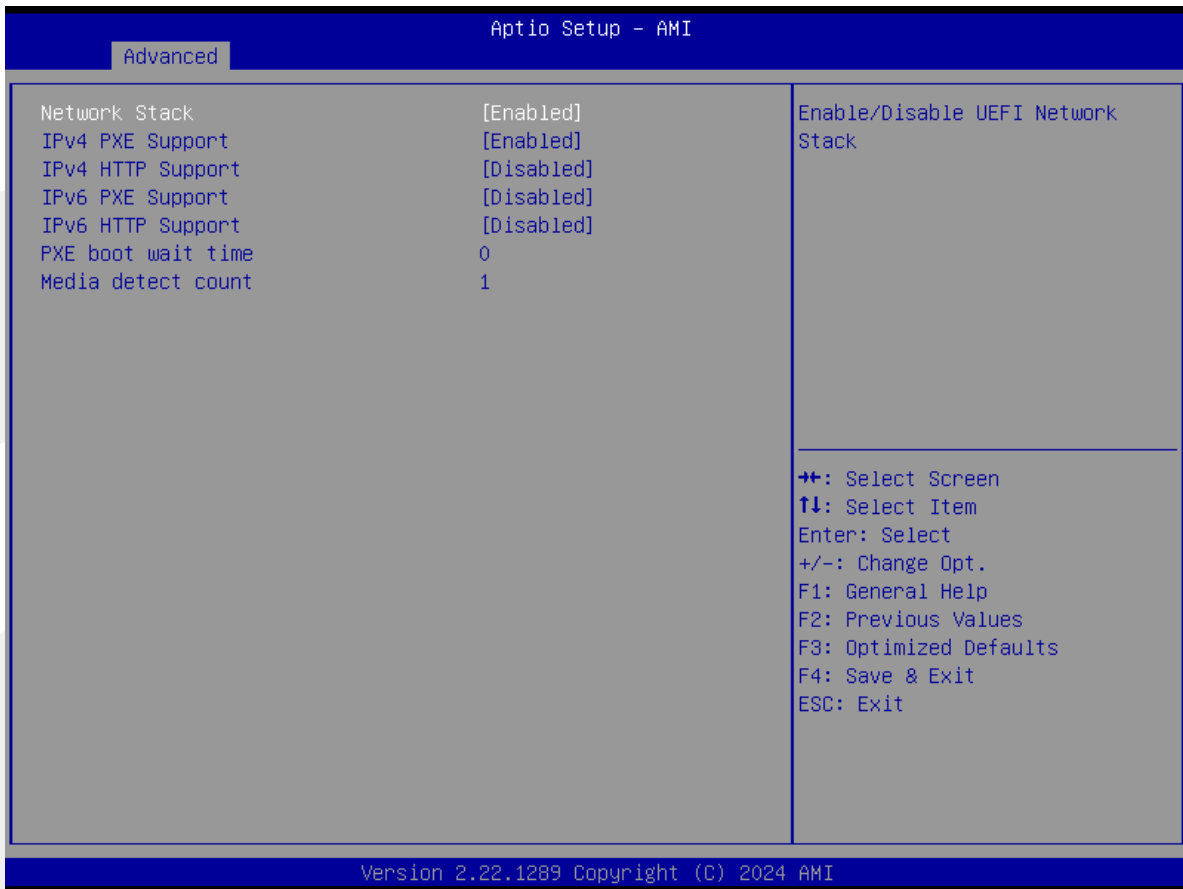 Aptio Setup – AMI
Advanced
Network Stack [Enabled]
IPv4 PXE Support [Enabled]
IPv4 HTTP Support [Disabled]
IPv6 PXE Support [Disabled]
IPv6 HTTP Support [Disabled]
PXE boot wait time 0
Media detect count 1
Enable/Disable UEFI Network
Stack
→←: Select Screen
↑↓: Select Item
Enter: Select
+/-: Change Opt.
F1: General Help
F2: Previous Values
F3: Optimized Defaults
F4: Save & Exit
ESC: Exit
Version 2.22.1289 Copyright (C) 2024 AMI